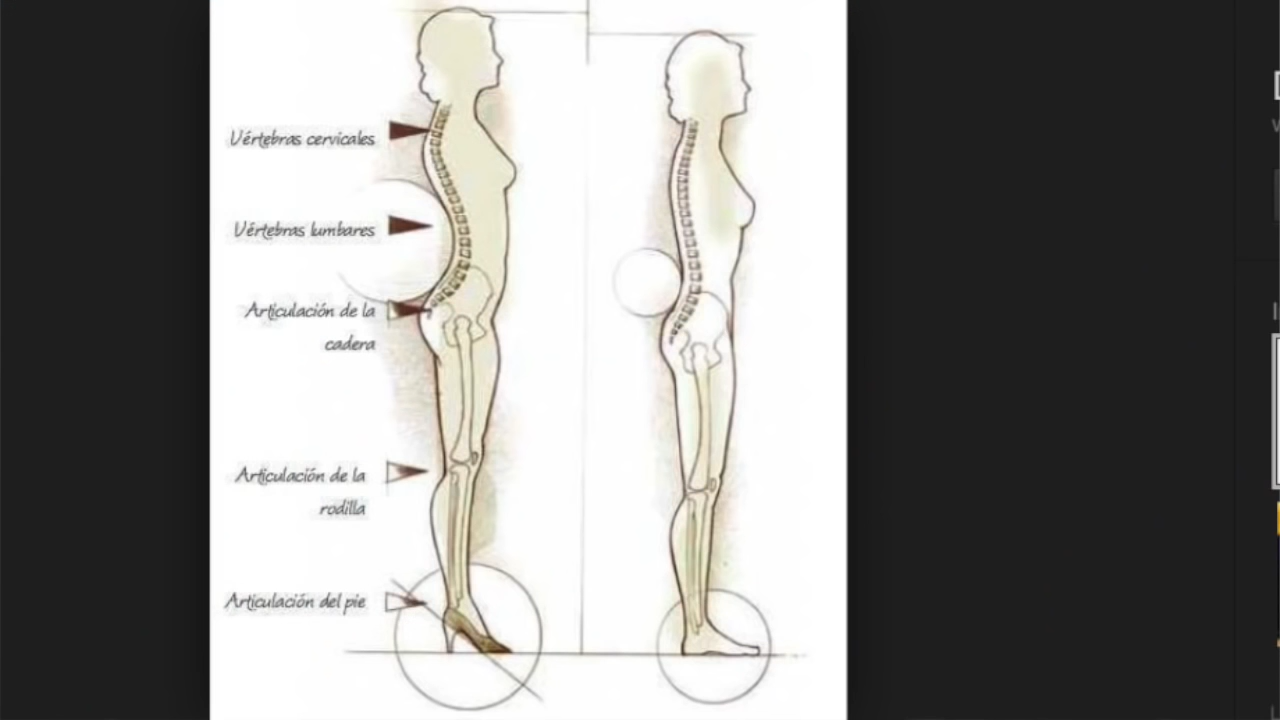 Vértebras cervicales
Vértebras lumbares
Articulación de la
cadera
Articulación de la
rodilla
Articulación del pie